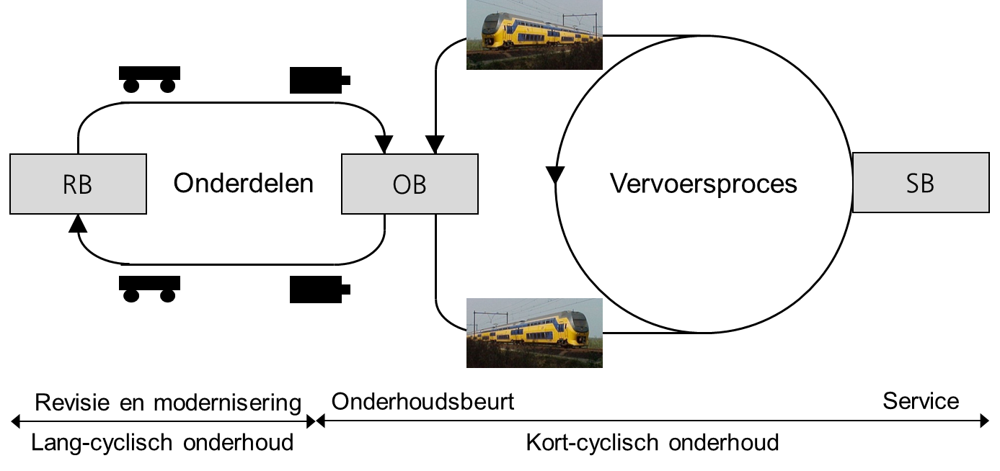 RB
Onderdelen
OB
Vervoersproces
SB
Revisie en modernisering
Onderhoudsbeurt
Service
Lang-cyclisch onderhoud
Kort-cyclisch onderhoud